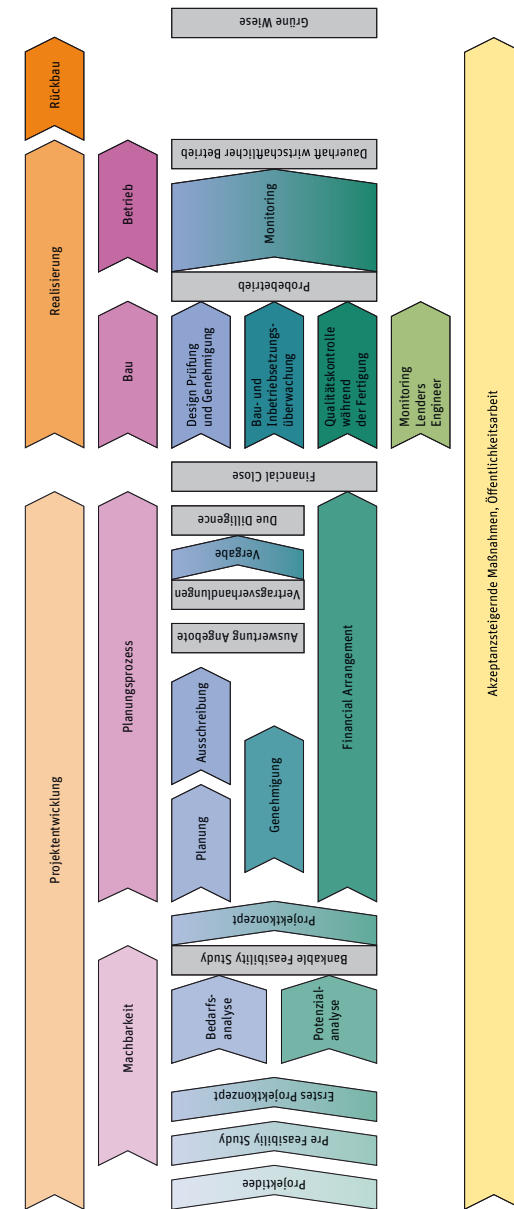 Projektentwicklung
Realisierung
Rückbau
Machbarkeit
Planungsprozess
Bau
Betrieb
Projektidee
Pre Feasibility Study
Erstes Projektkonzept
Bedarfs-
analyse
Potenzial-
analyse
Bankable Feasibility Study
Projektkonzept
Planung
Ausschreibung
Genehmigung
Financial Arrangement
Auswertung Angebote
Vertragsverhandlungen
Vergabe
Due Dilligence
Financial Close
Design Prüfung
und Genehmigung
Bau- und
Inbetriebsetzungs-
überwachung
Qualitätskontrolle
während
der Fertigung
Monitoring
Lenders
Engineer
Probebetrieb
Monitoring
Dauerhaft wirtschaftlicher Betrieb
Grüne Wiese
Akzeptanzsteigernde Maßnahmen, Öffentlichkeitsarbeit